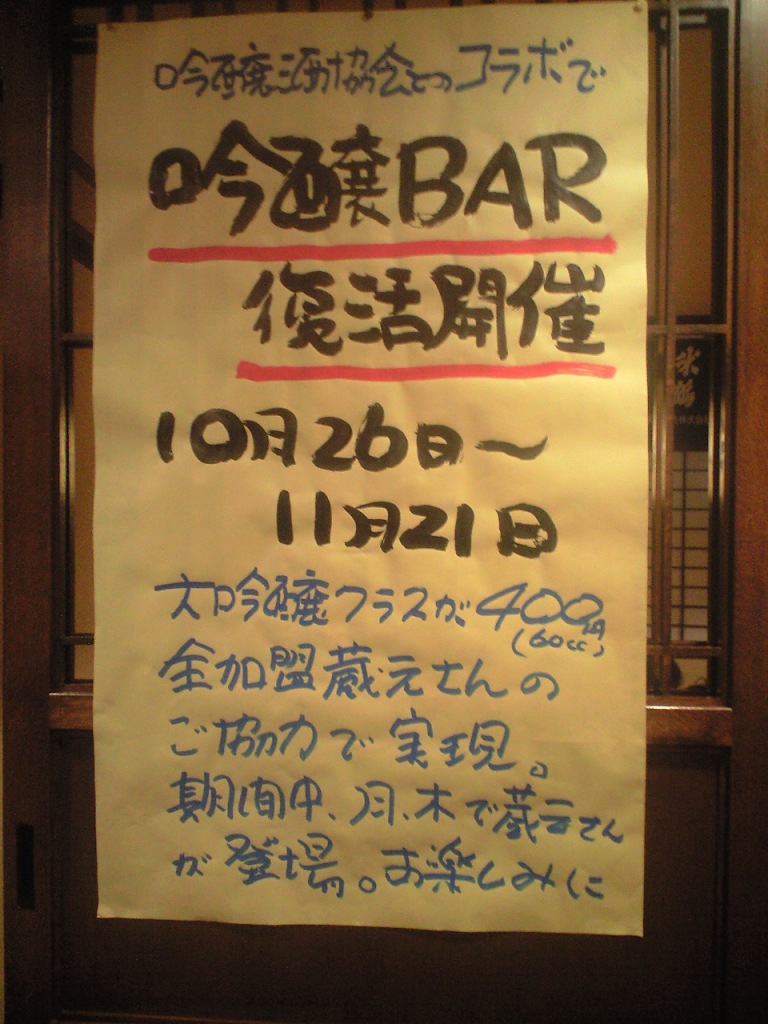 吟醸酒協会とのコラボで
吟醸BAR
復活開催
10月26日〜
11月21日
大吟醸クラスが400円
(60cc)
全加盟蔵元さんの
ご協力で実現。
期間中、月、木で蔵元さん
が登場。お楽しみに